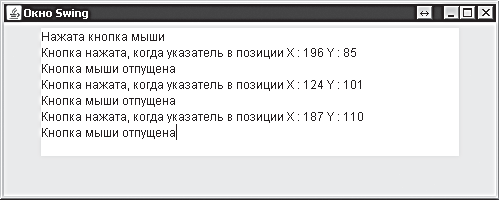 Окно Swing
Нажата кнопка мыши
Кнопка нажата, когда указатель в позиции X : 196 Y : 85
Кнопка мыши отпущена
Кнопка нажата, когда указатель в позиции X : 124 Y : 101
Кнопка мыши отпущена
Кнопка нажата, когда указатель в позиции X : 187 Y : 110
Кнопка мыши отпущена